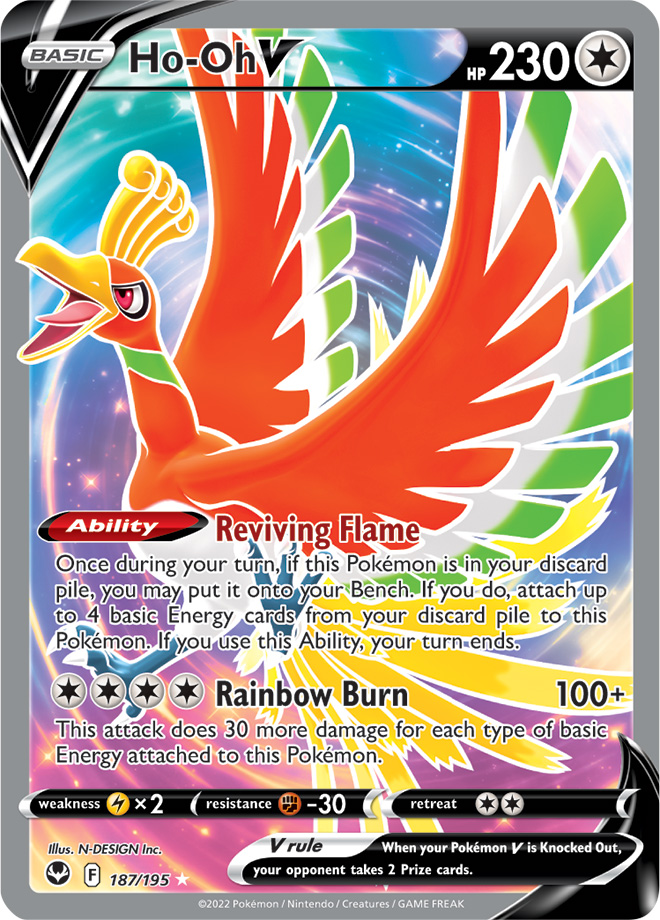 BASIC Ho-Oh V HP 230
Ability Reviving Flame
Once during your turn, if this Pokémon is in your discard
pile, you may put it onto your Bench. If you do, attach up
to 4 basic Energy cards from your discard pile to this
Pokémon. If you use this Ability, your turn ends.
Rainbow Burn 100+
This attack does 30 more damage for each type of basic
Energy attached to this Pokémon.
weakness ×2 resistance -30 retreat
Illus. N-DESIGN Inc.
F 187/195 ★
V rule When your Pokémon V is Knocked Out,
your opponent takes 2 Prize cards.
©2022 Pokémon / Nintendo / Creatures / GAME FREAK